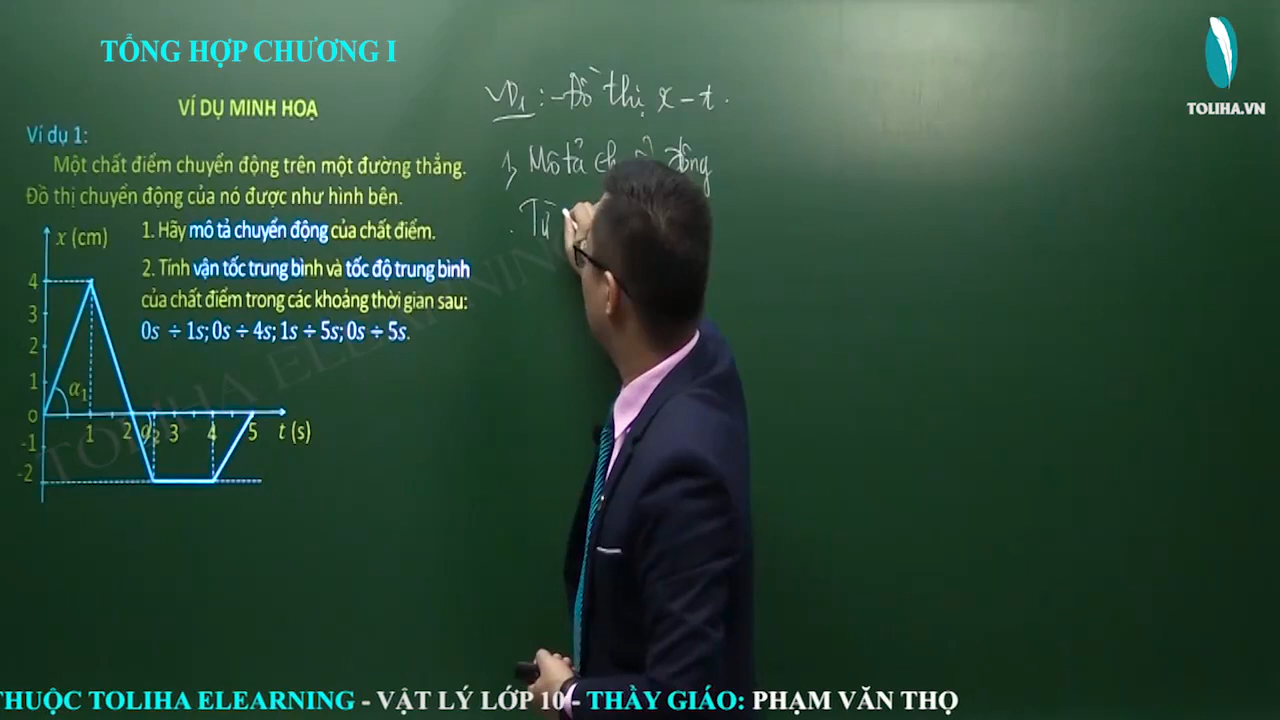 TỔNG HỢP CHƯƠNG I
VÍ DỤ MINH HOẠ
Ví dụ 1:
Một chất điểm chuyển động trên một đường thẳng.
Đồ thị chuyển động của nó được như hình bên.
1. Hãy mô tả chuyển động của chất điểm.
2. Tính vận tốc trung bình và tốc độ trung bình
của chất điểm trong các khoảng thời gian sau:
0s ÷ 1s; 0s ÷ 4s; 1s ÷ 5s; 0s ÷ 5s.
x (cm)
4
3
2
1
O
-1
-2
α₁
1 2 α₂ 3 4 5 t (s)
VD₁ : - Đồ thị x - t.
1, Mô tả ch động
. Từ
TOLIHA.VN
TOLIHA ELEARNING
THUỘC TOLIHA ELEARNING - VẬT LÝ LỚP 10 - THẦY GIÁO: PHẠM VĂN THỌ